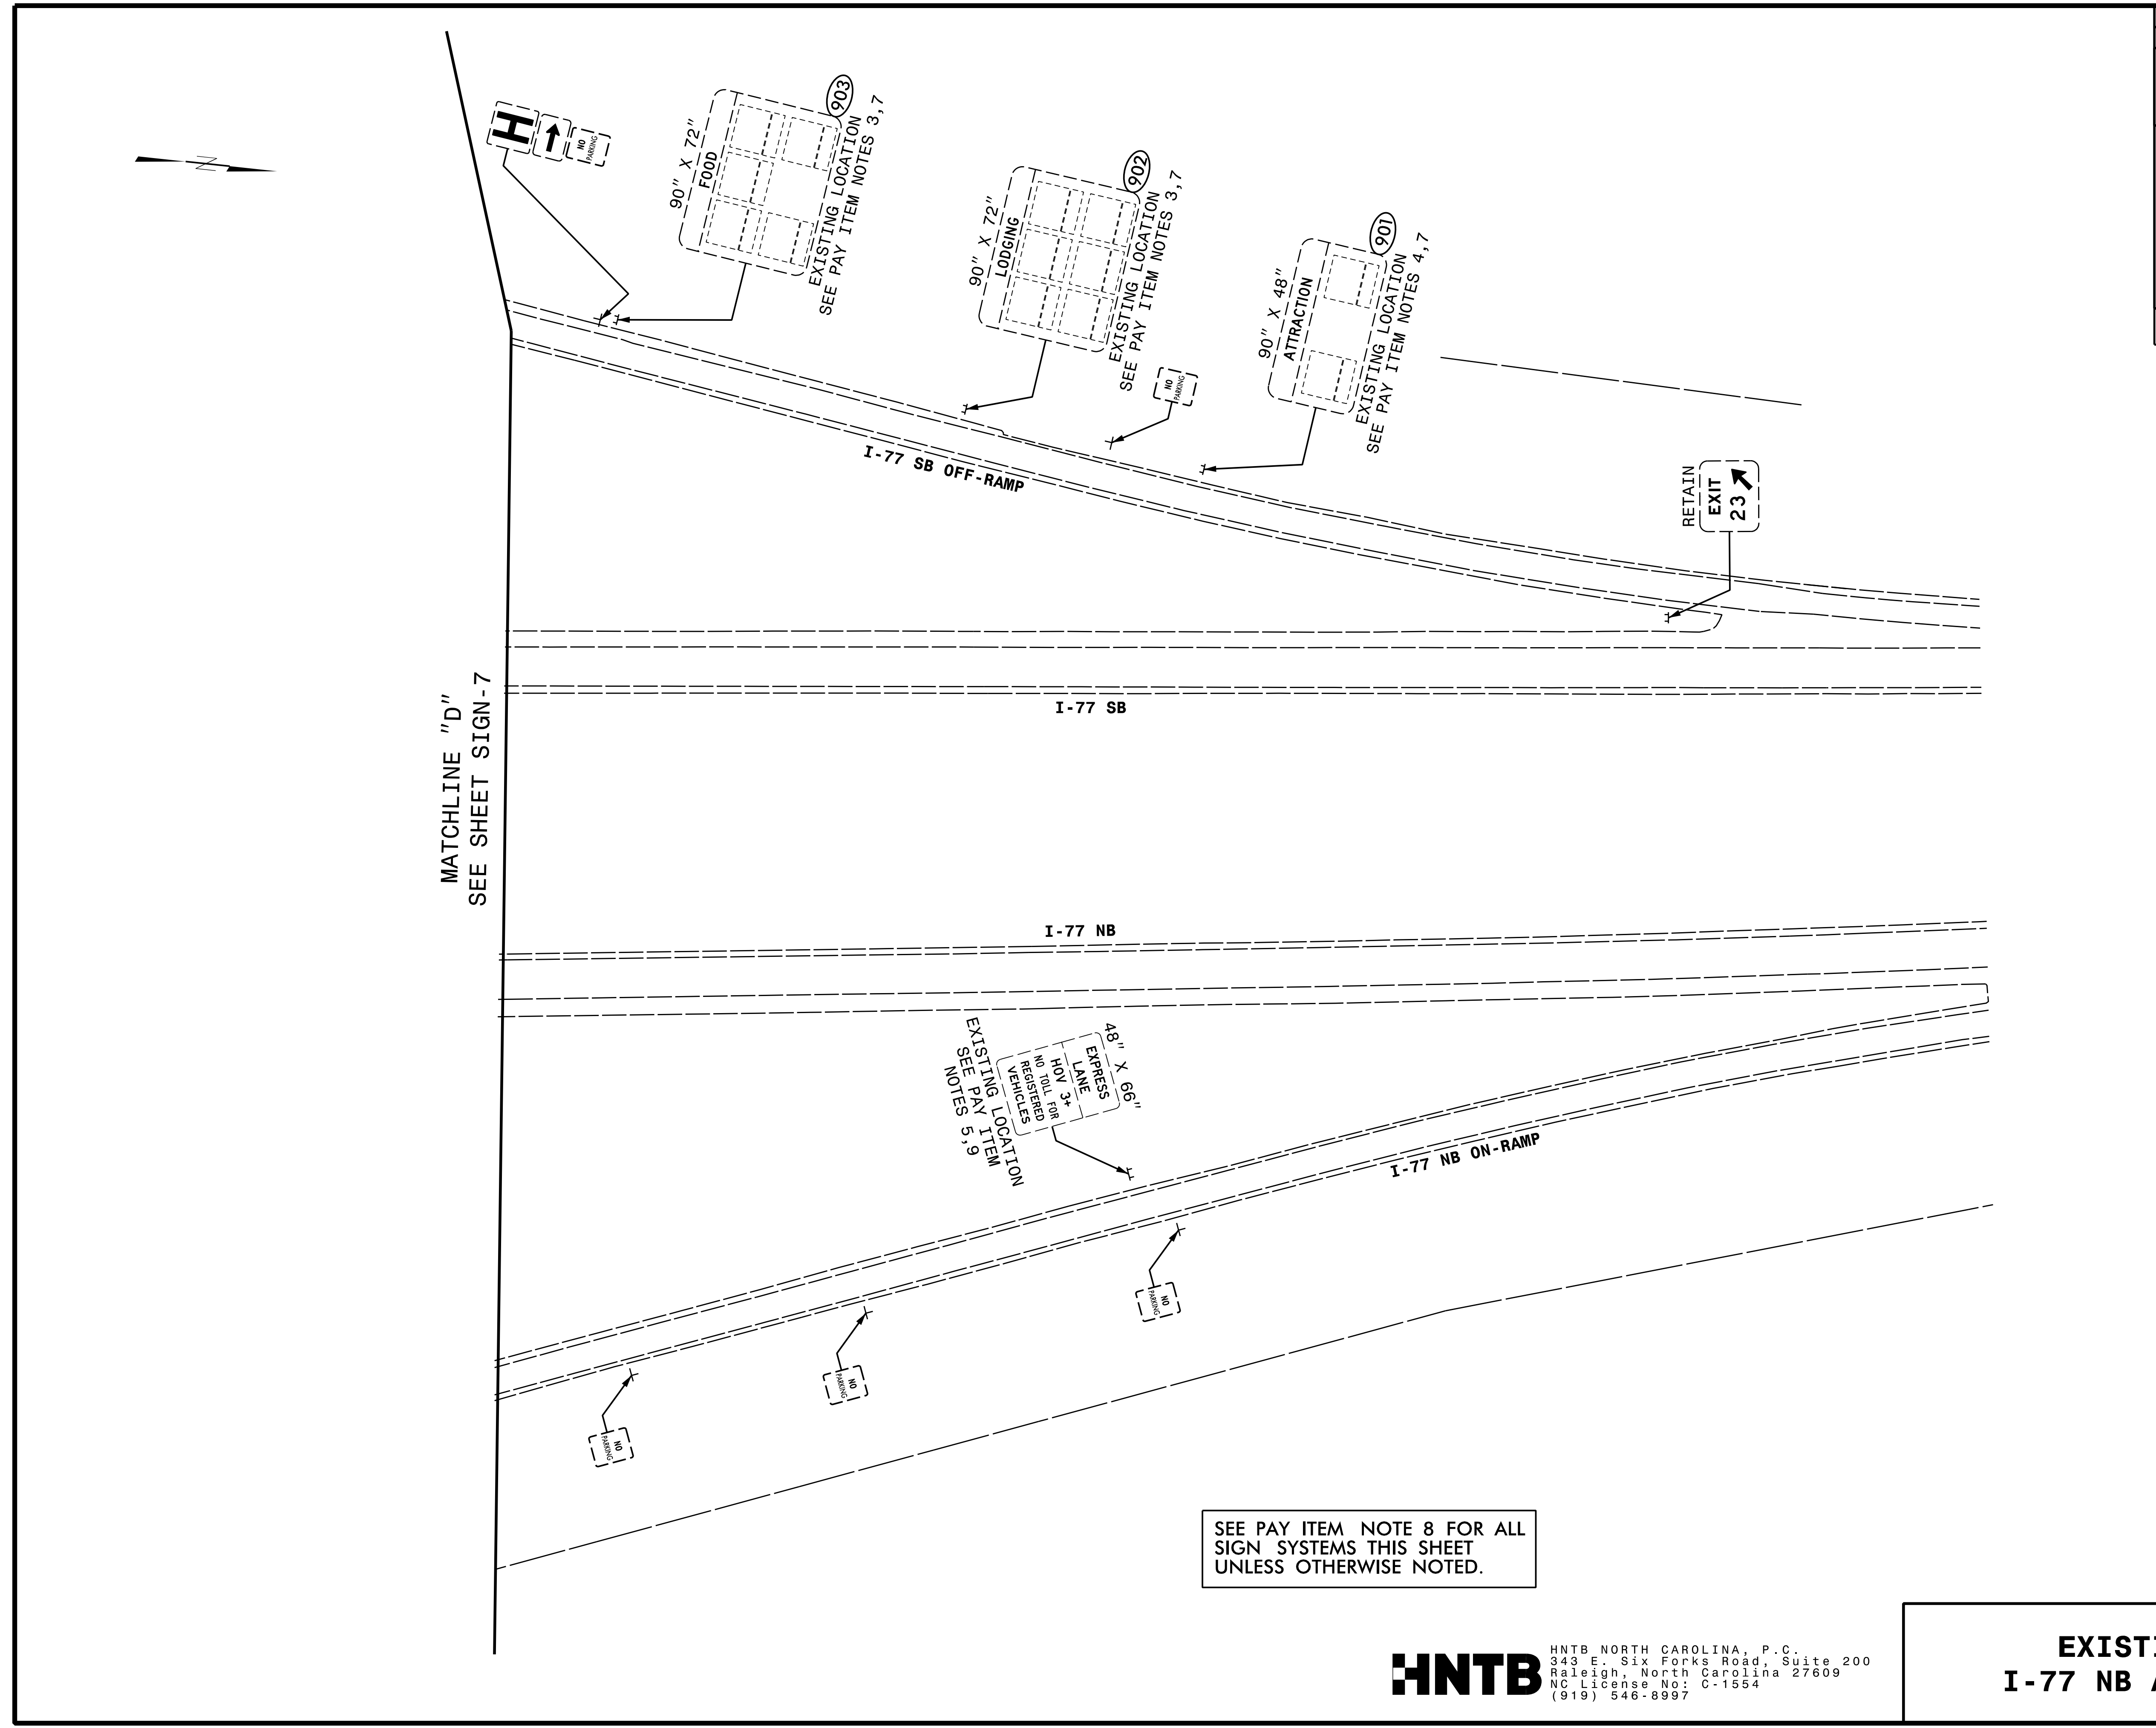 N
H
NO
PARKING
90" X 72"
FOOD
903
EXISTING LOCATION
SEE PAY ITEM NOTES 3,7
90" X 72"
LODGING
902
EXISTING LOCATION
SEE PAY ITEM NOTES 3,7
NO
PARKING
90" X 48"
ATTRACTION
901
EXISTING LOCATION
SEE PAY ITEM NOTES 4,7
RETAIN
EXIT
23
I-77 SB OFF-RAMP
I-77 SB
MATCHLINE "D"
SEE SHEET SIGN-7
I-77 NB
48" X 66"
EXPRESS
LANE
HOV 3+
NO TOLL FOR
REGISTERED
VEHICLES
EXISTING LOCATION
SEE PAY ITEM
NOTES 5,9
I-77 NB ON-RAMP
NO
PARKING
NO
PARKING
NO
PARKING
SEE PAY ITEM NOTE 8 FOR ALL
SIGN SYSTEMS THIS SHEET
UNLESS OTHERWISE NOTED.
HNTB
HNTB NORTH CAROLINA, P.C.
343 E. Six Forks Road, Suite 200
Raleigh, North Carolina 27609
NC License No: C-1554
(919) 546-8997
I-77 NB